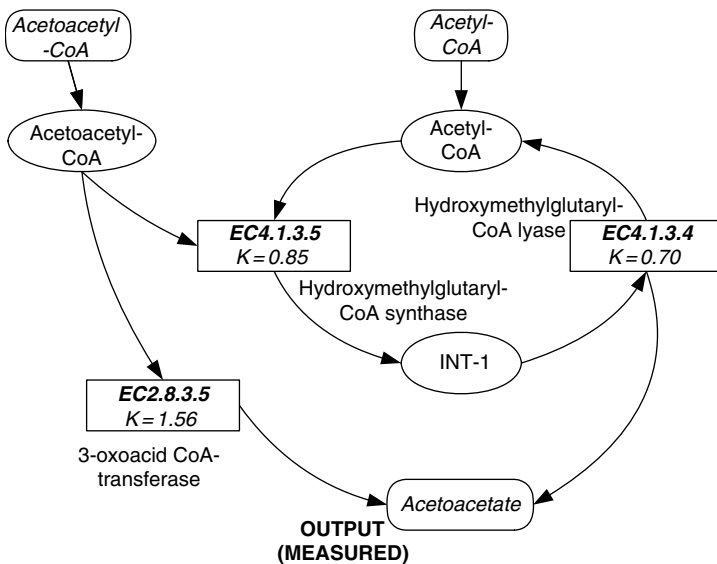 Acetoacetyl
-CoA
Acetyl-
CoA
Acetoacetyl-
CoA
Acetyl-
CoA
Hydroxymethylglutaryl-
CoA lyase
EC4.1.3.5
K=0.85
EC4.1.3.4
K=0.70
Hydroxymethylglutaryl-
CoA synthase
INT-1
EC2.8.3.5
K=1.56
3-oxoacid CoA-
transferase
Acetoacetate
OUTPUT
(MEASURED)